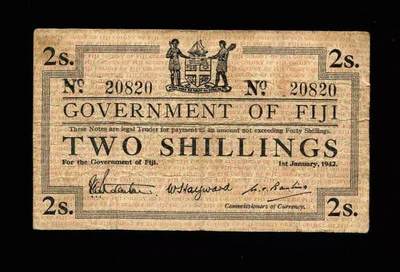 2s. 2s.
No. 20820 No. 20820
GOVERNMENT OF FIJI
These Notes are legal Tender for payment of an amount not exceeding Forty Shillings.
TWO SHILLINGS
For the Government of Fiji. 1st January, 1942.
W S Hayward
2s. Commissioners of Currency. 2s.